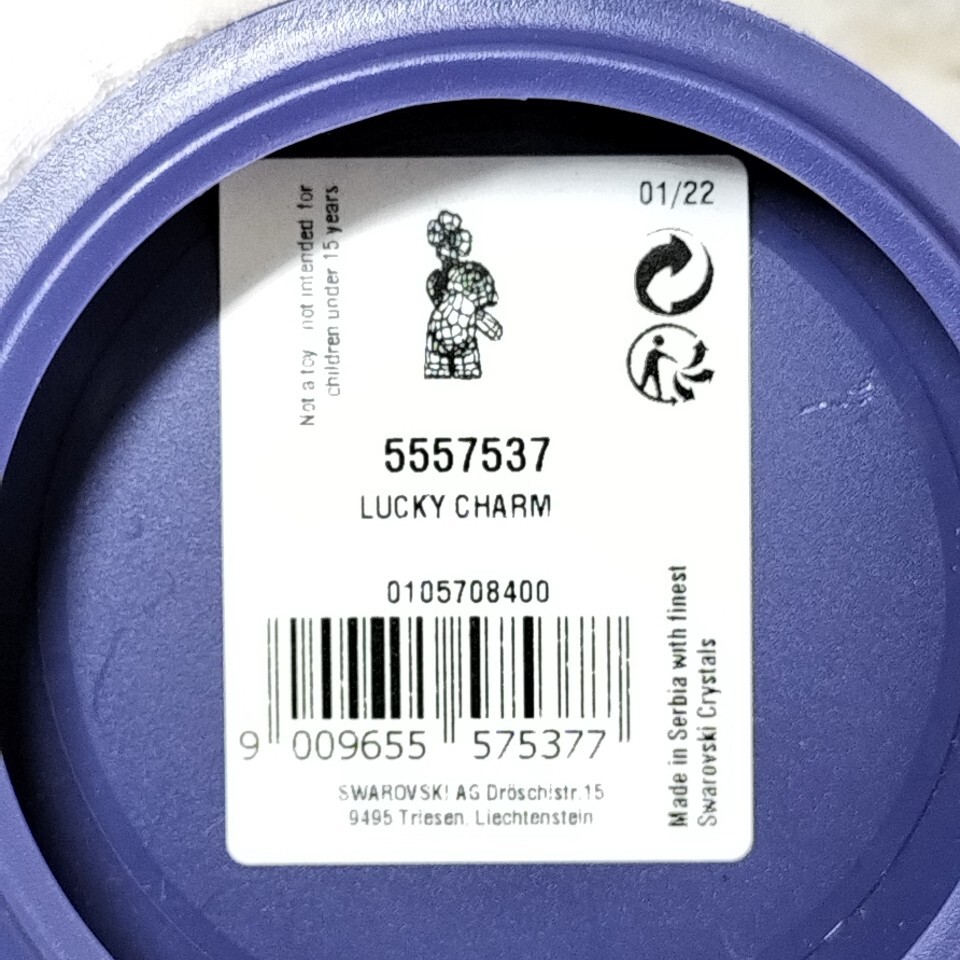 Not a toy not intended for
children under 15 years
01/22
5557537
LUCKY CHARM
0105708400
9 009655 575377
SWAROVSKI AG Dröschistr.15
9495 Triesen, Liechtenstein
Made in Serbia with finest
Swarovski Crystals